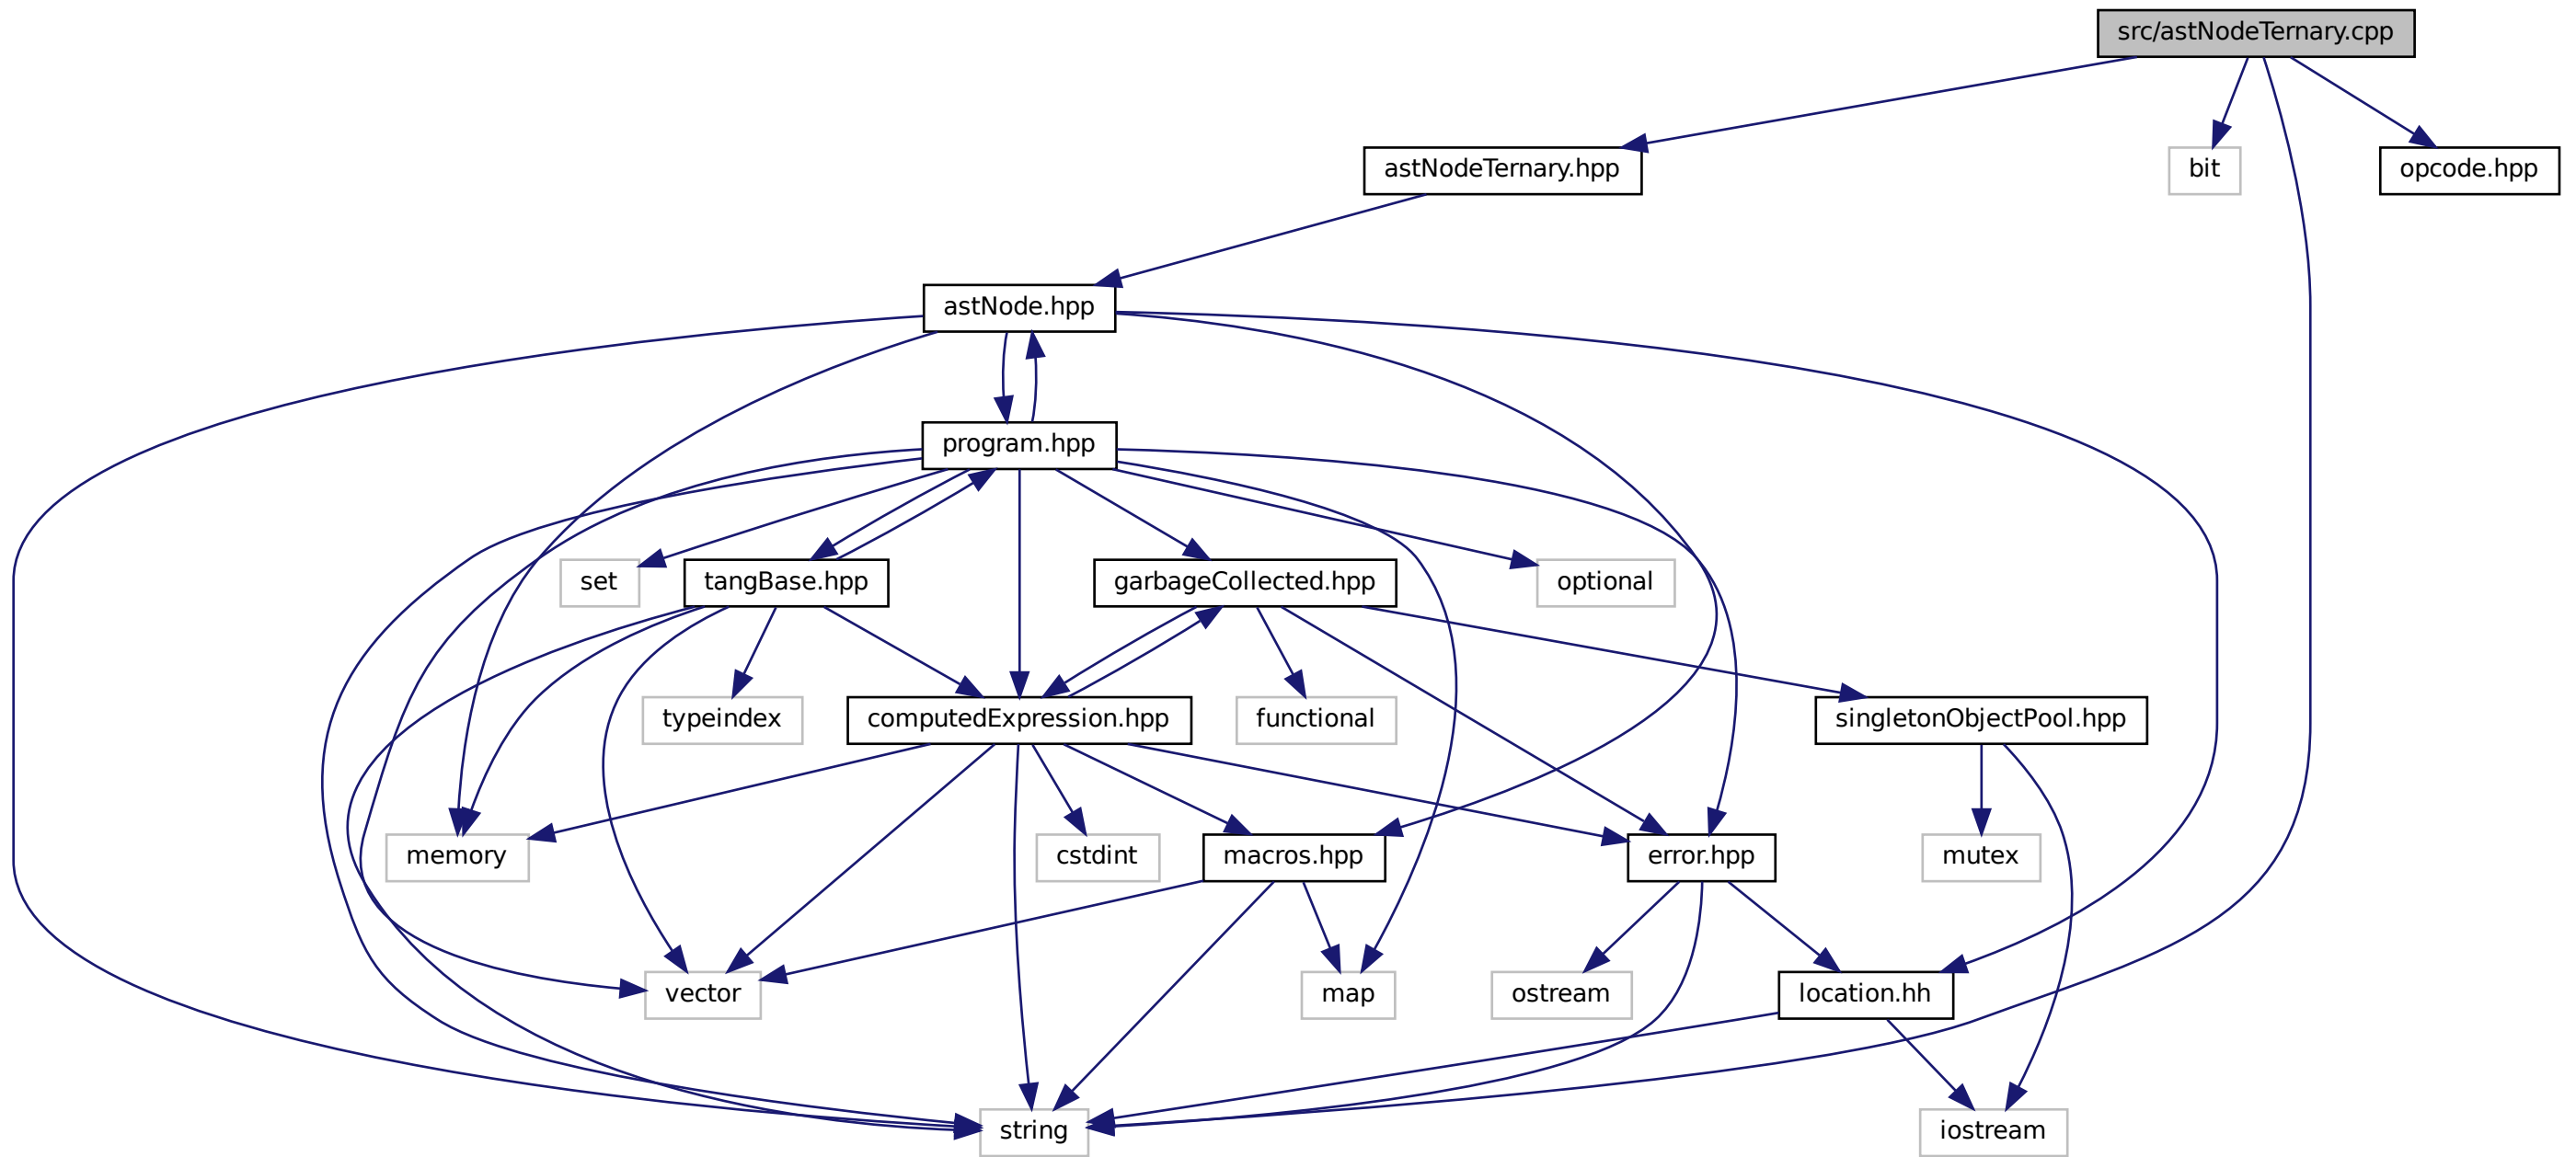 src/astNodeTernary.cpp
astNodeTernary.hpp
bit
opcode.hpp
astNode.hpp
program.hpp
set
tangBase.hpp
garbageCollected.hpp
optional
typeindex
computedExpression.hpp
functional
singletonObjectPool.hpp
memory
cstdint
macros.hpp
error.hpp
mutex
vector
map
ostream
location.hh
string
iostream